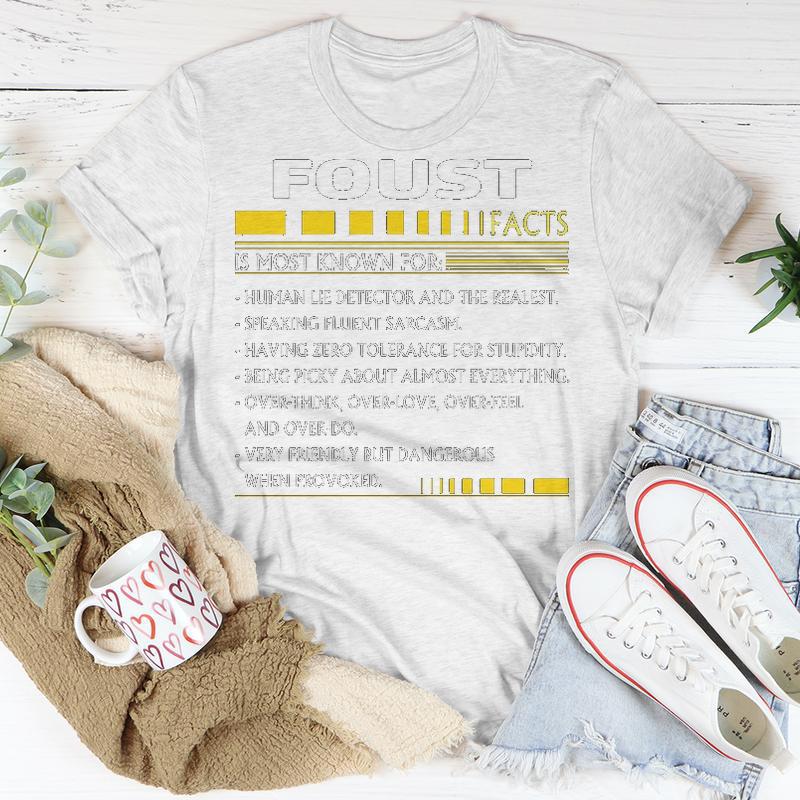 FOUST
FACTS
IS MOST KNOWN FOR:
- HUMAN LIE DETECTOR AND THE REALEST.
- SPEAKING FLUENT SARCASM.
- HAVING ZERO TOLERANCE FOR STUPIDITY.
- BEING PICKY ABOUT ALMOST EVERYTHING.
- OVER-THINK, OVER-LOVE, OVER-FEEL
AND OVER-DO.
- VERY FRIENDLY BUT DANGEROUS
WHEN PROVOKED.